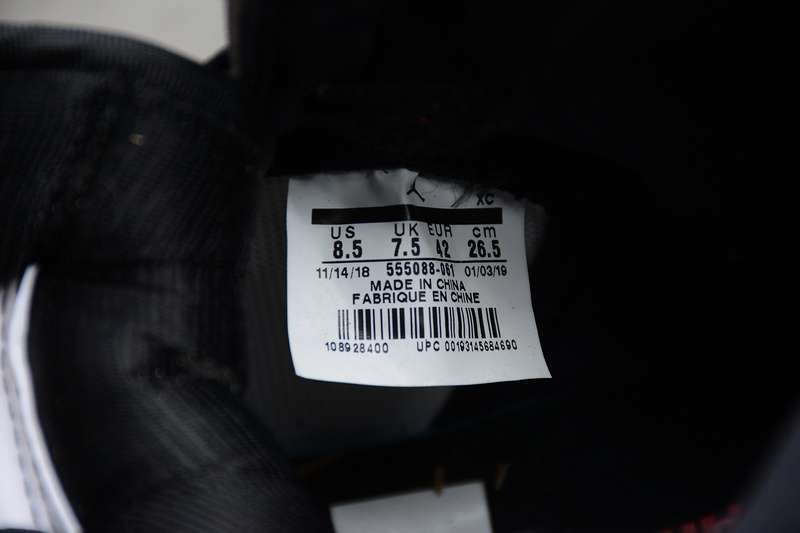 XC
US UK EUR cm
8.5 7.5 42 26.5
11/14/18 555088-061 01/03/19
MADE IN CHINA
FABRIQUE EN CHINE
108928400 UPC 00193145684690